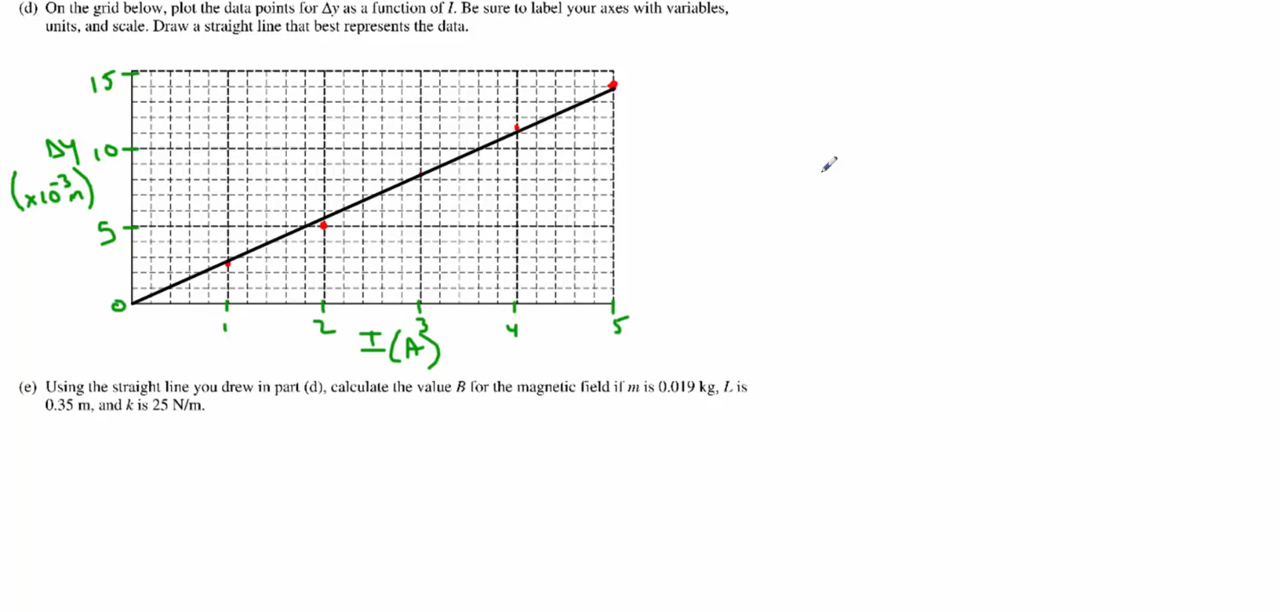 (d) On the grid below, plot the data points for Δy as a function of I. Be sure to label your axes with variables,
units, and scale. Draw a straight line that best represents the data.
15
Δy 10
(x10⁻³m)
5
0
1 2 3 4 5
I(A)
(e) Using the straight line you drew in part (d), calculate the value B for the magnetic field if m is 0.019 kg, L is
0.35 m, and k is 25 N/m.